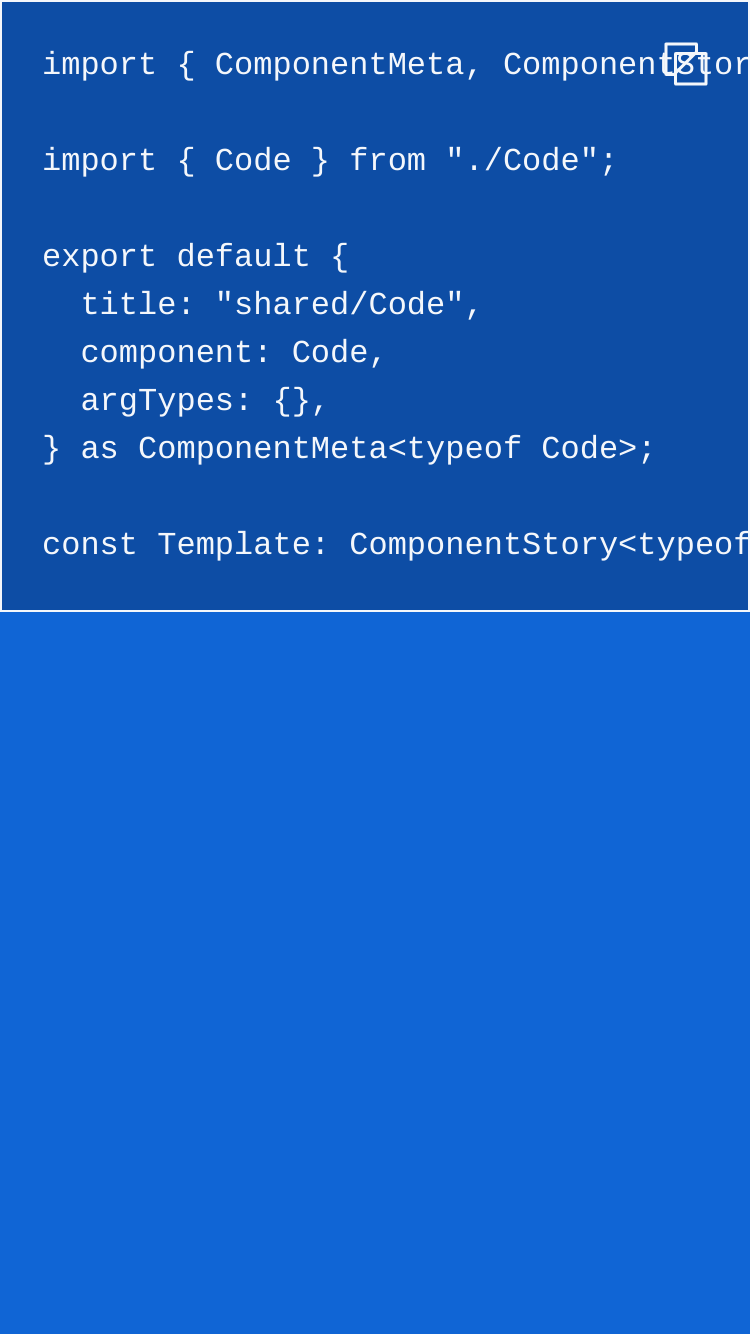 import { ComponentMeta, ComponentStor
import { Code } from "./Code";
export default {
  title: "shared/Code",
  component: Code,
  argTypes: {},
} as ComponentMeta<typeof Code>;
const Template: ComponentStory<typeof